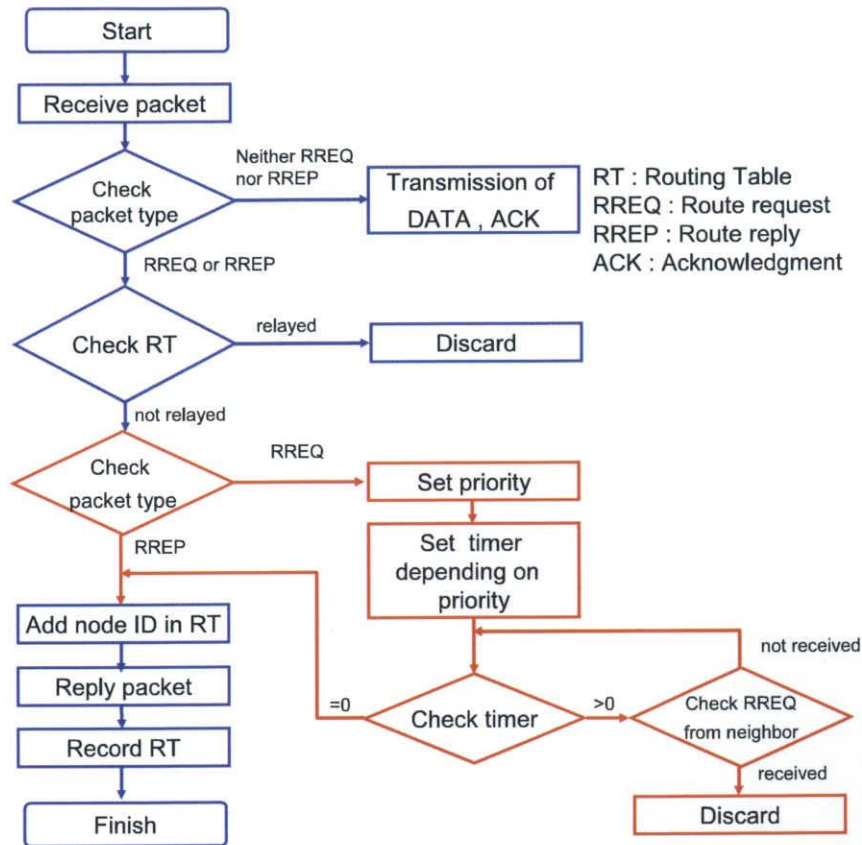 Start
Receive packet
Neither RREQ
nor RREP
Check
packet type
Transmission of
DATA , ACK
RT : Routing Table
RREQ : Route request
RREP : Route reply
ACK : Acknowledgment
RREQ or RREP
Check RT
relayed
Discard
not relayed
Check
packet type
RREQ
Set priority
RREP
Set timer
depending on
priority
Add node ID in RT
not received
Reply packet
=0
Check timer
>0
Check RREQ
from neighbor
Record RT
received
Finish
Discard